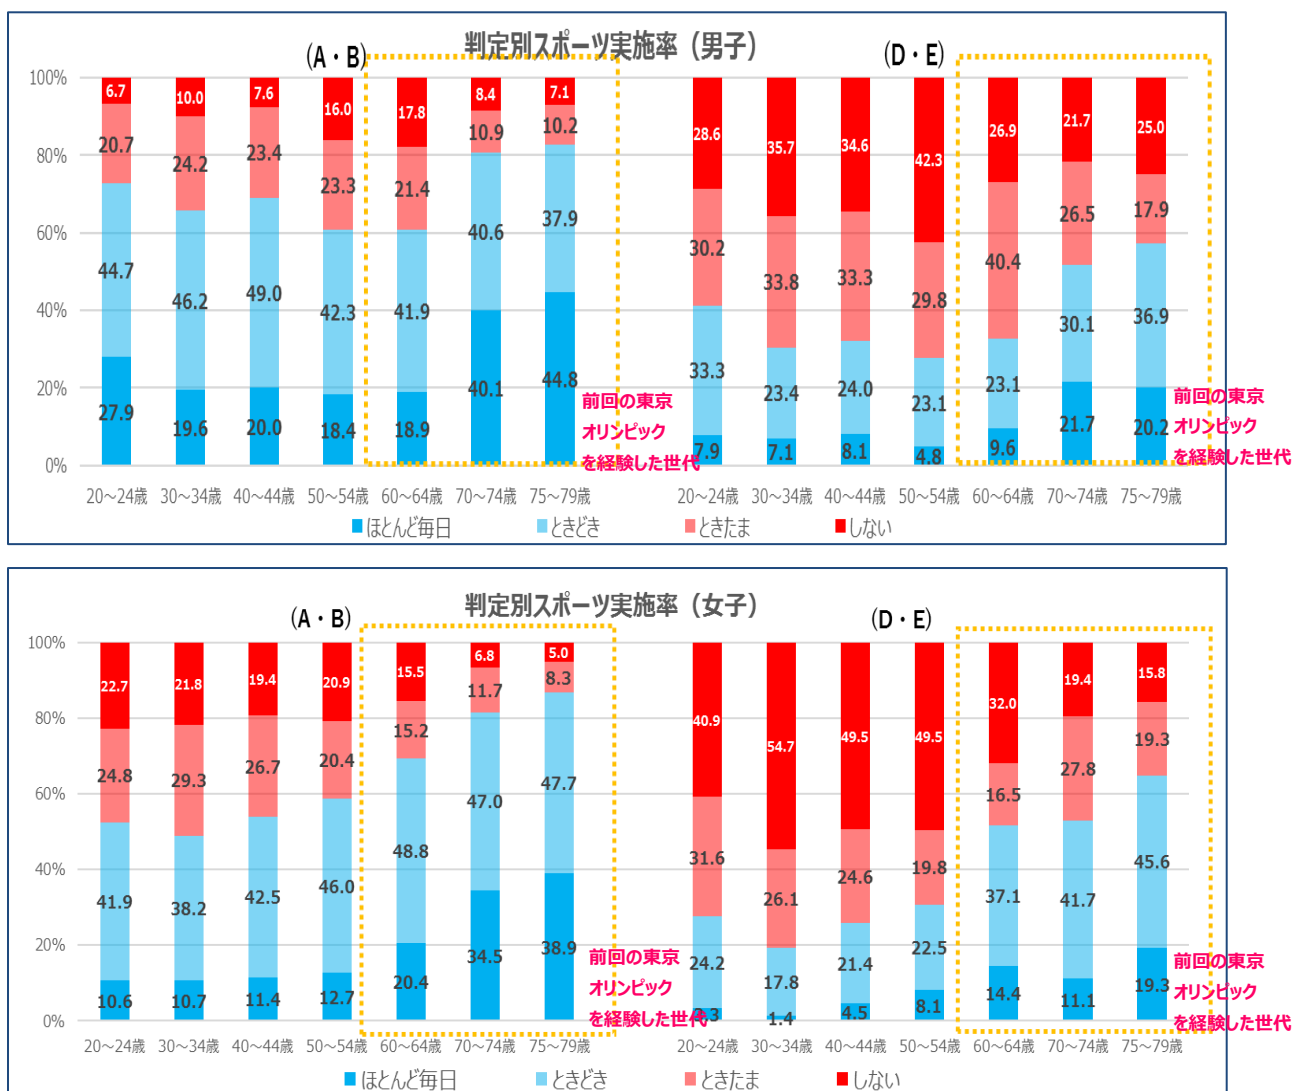 判定別スポーツ実施率（男子）
(A・B)
(D・E)
100%
80%
60%
40%
20%
0%
6.7 10.0 7.6 16.0 17.8 8.4 7.1
20.7 24.2 23.4 23.3 21.4 10.9 10.2
44.7 46.2 49.0 42.3 41.9 40.6 37.9
27.9 19.6 20.0 18.4 18.9 40.1 44.8
28.6 35.7 34.6 42.3 26.9 21.7 25.0
30.2 33.8 33.3 29.8 40.4 26.5 17.9
33.3 23.4 24.0 23.1 23.1 30.1 36.9
7.9 7.1 8.1 4.8 9.6 21.7 20.2
前回の東京
オリンピック
を経験した世代
前回の東京
オリンピック
を経験した世代
20～24歳 30～34歳 40～44歳 50～54歳 60～64歳 70～74歳 75～79歳
20～24歳 30～34歳 40～44歳 50～54歳 60～64歳 70～74歳 75～79歳
ほとんど毎日 ときどき ときたま しない
判定別スポーツ実施率（女子）
(A・B)
(D・E)
100%
80%
60%
40%
20%
0%
22.7 21.8 19.4 20.9 15.5 6.8 5.0
24.8 29.3 26.7 20.4 15.2 11.7 8.3
41.9 38.2 42.5 46.0 48.8 47.0 47.7
10.6 10.7 11.4 12.7 20.4 34.5 38.9
40.9 54.7 49.5 49.5 32.0 19.4 15.8
31.6 26.1 24.6 19.8 16.5 27.8 19.3
24.2 17.8 21.4 22.5 37.1 41.7 45.6
3.3 1.4 4.5 8.1 14.4 11.1 19.3
前回の東京
オリンピック
を経験した世代
前回の東京
オリンピック
を経験した世代
20～24歳 30～34歳 40～44歳 50～54歳 60～64歳 70～74歳 75～79歳
20～24歳 30～34歳 40～44歳 50～54歳 60～64歳 70～74歳 75～79歳
ほとんど毎日 ときどき ときたま しない